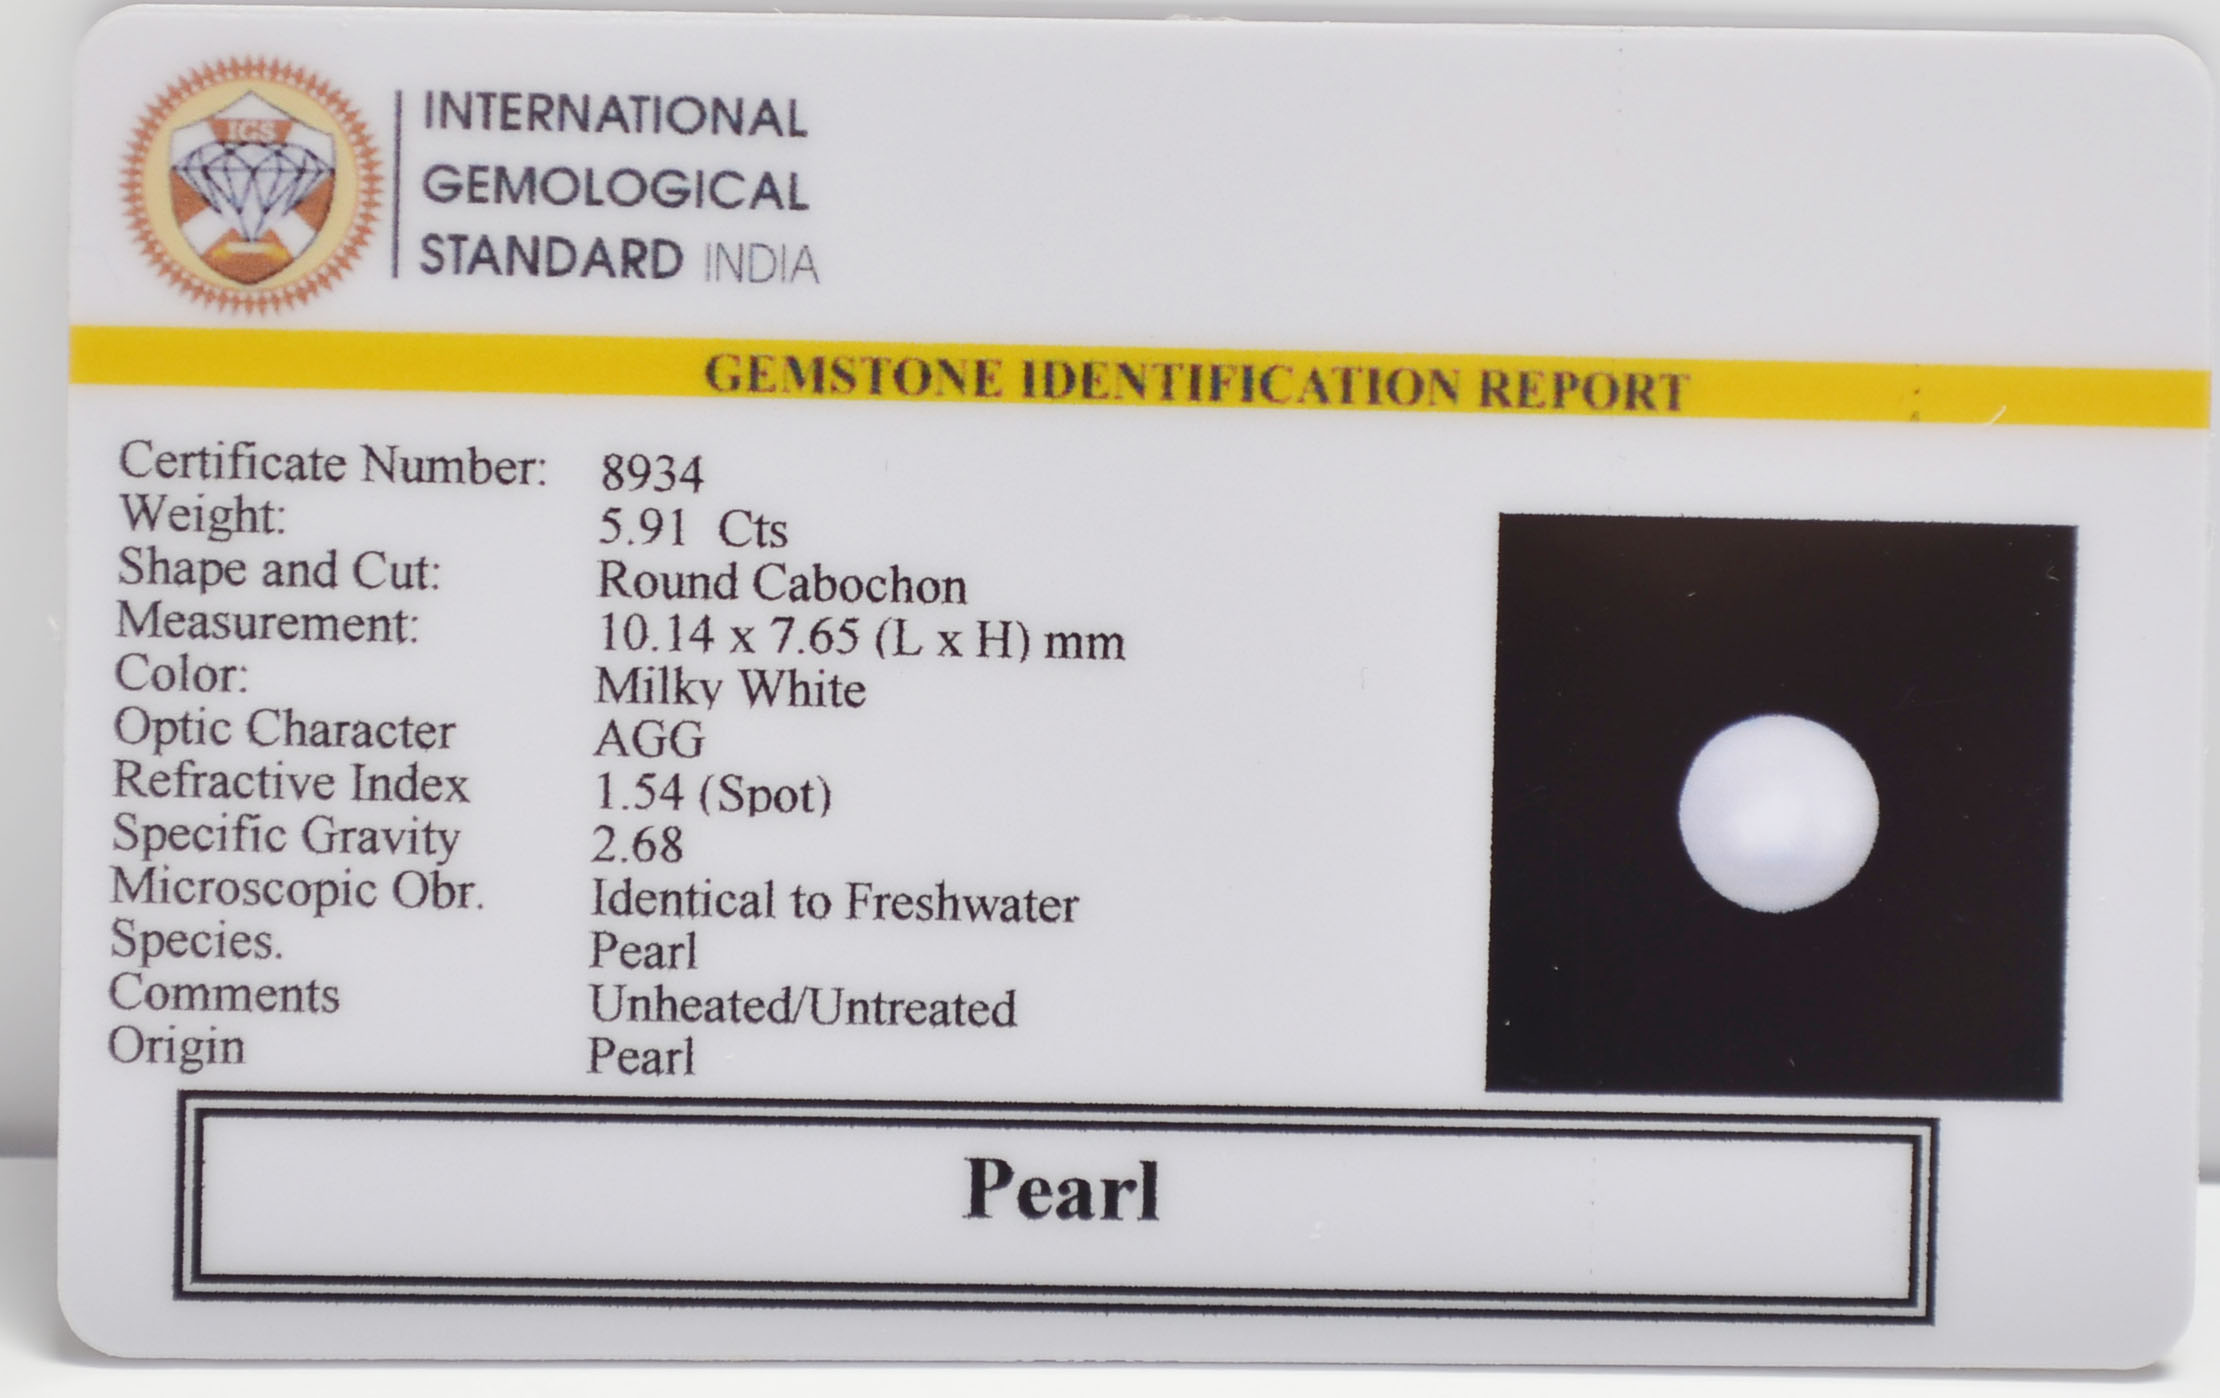 IGS
INTERNATIONAL
GEMOLOGICAL
STANDARD INDIA
GEMSTONE IDENTIFICATION REPORT
Certificate Number: 8934
Weight: 5.91 Cts
Shape and Cut: Round Cabochon
Measurement: 10.14 x 7.65 (L x H) mm
Color: Milky White
Optic Character AGG
Refractive Index 1.54 (Spot)
Specific Gravity 2.68
Microscopic Obr. Identical to Freshwater
Species. Pearl
Comments Unheated/Untreated
Origin Pearl
Pearl